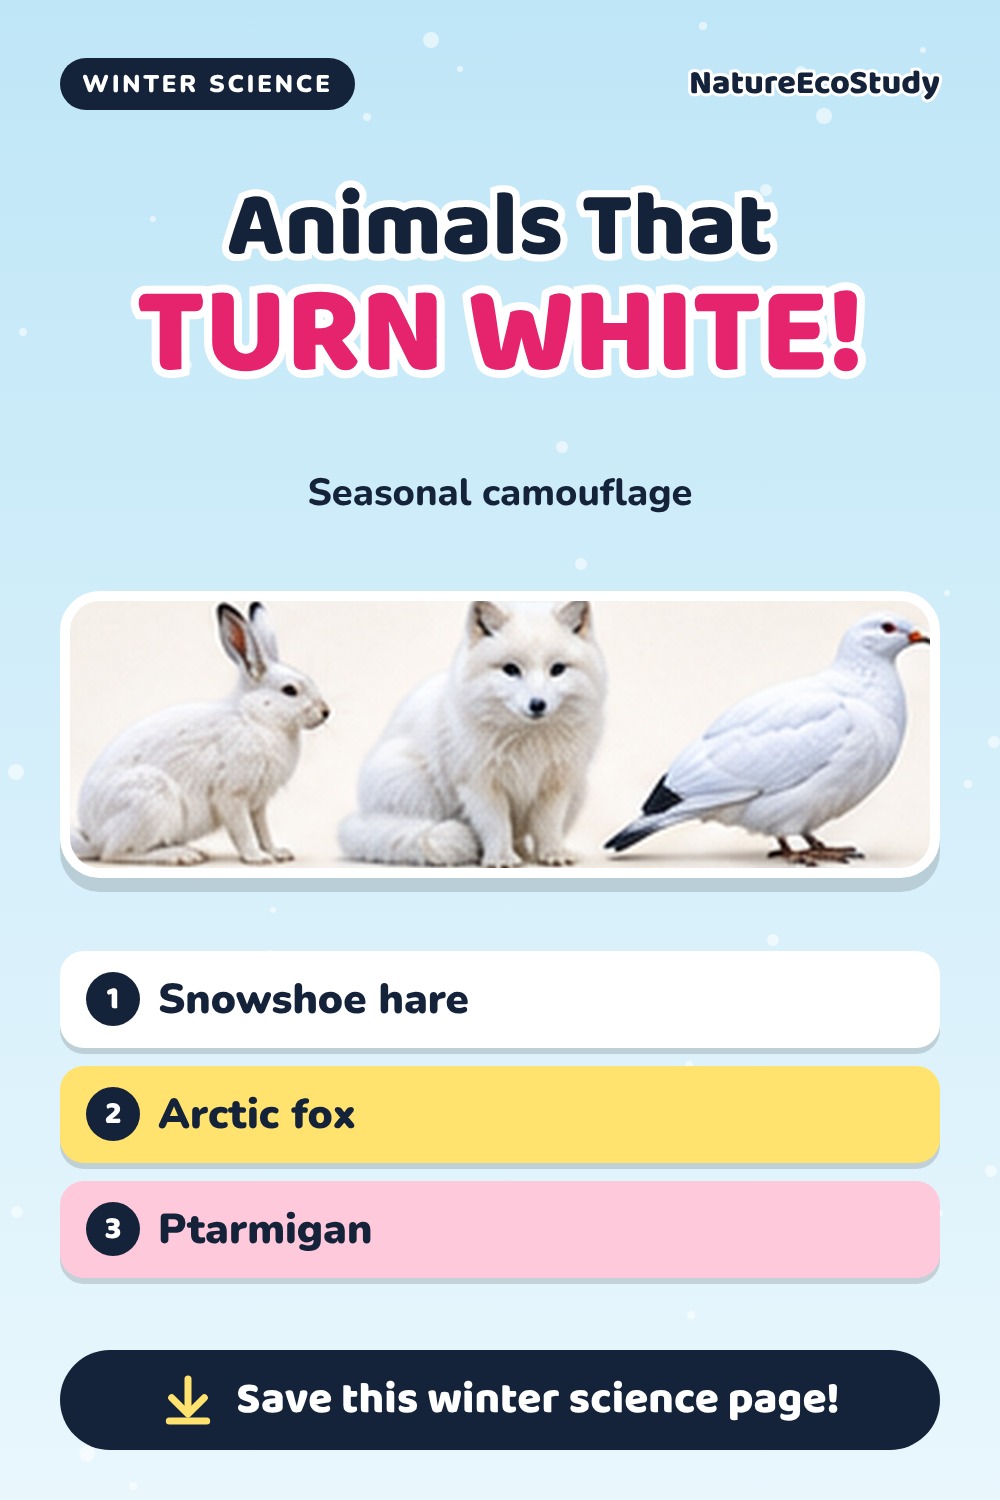 WINTER SCIENCE
NatureEcoStudy
Animals That
TURN WHITE!
Seasonal camouflage
1 Snowshoe hare
2 Arctic fox
3 Ptarmigan
Save this winter science page!